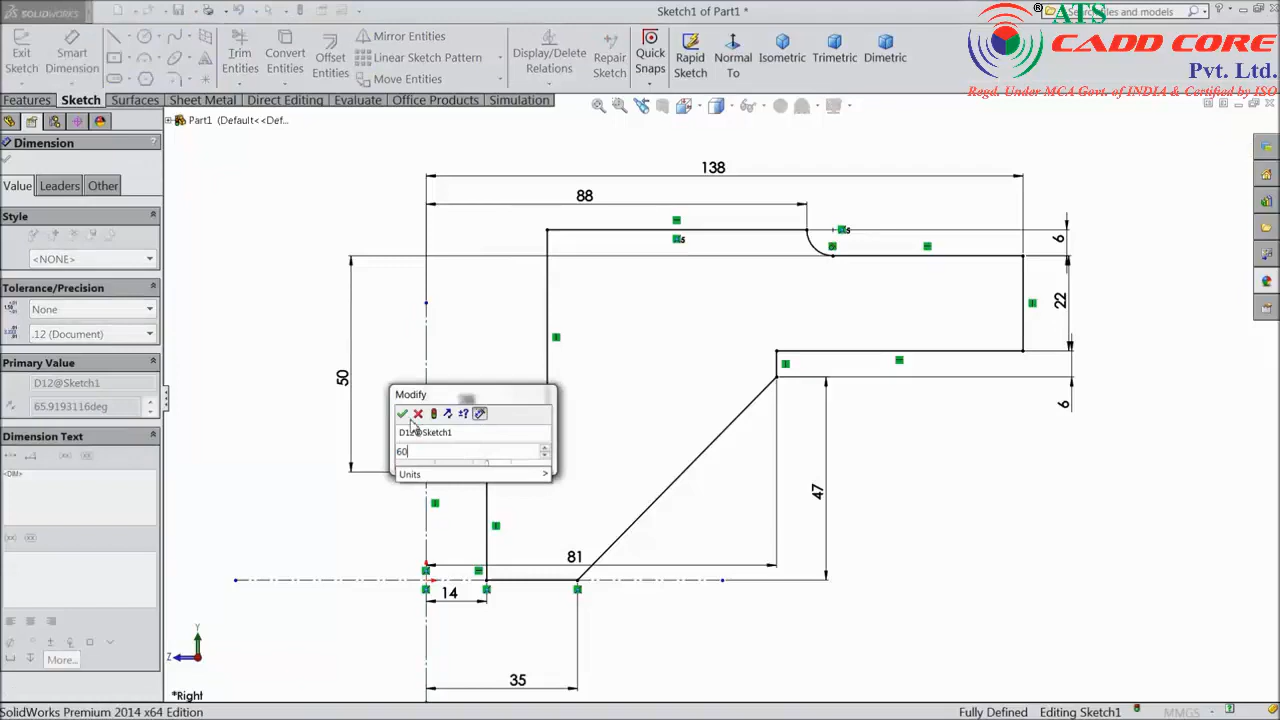 SOLIDWORKS
Sketch1 of Part1 *
Search files and models
ATS
CADD CORE
Pvt. Ltd.
Regd. Under MCA Govt. of INDIA & Certified by ISO
Exit Sketch
Smart Dimension
Trim Entities
Convert Entities
Offset Entities
Mirror Entities
Linear Sketch Pattern
Move Entities
Display/Delete Relations
Repair Sketch
Quick Snaps
Rapid Sketch
Normal To
Isometric
Trimetric
Dimetric
Features
Sketch
Surfaces
Sheet Metal
Direct Editing
Evaluate
Office Products
Simulation
Part1 (Default<<Def...
Dimension
?
Value
Leaders
Other
Style
<NONE>
Tolerance/Precision
None
.12 (Document)
Primary Value
D12@Sketch1
65.9193116deg
Dimension Text
<DIM>
More...
138
88
6
22
50
6
47
81
14
35
Modify
D12@Sketch1
60
Units >
Y
Z
*Right
SolidWorks Premium 2014 x64 Edition
Fully Defined
Editing Sketch1
MMGS